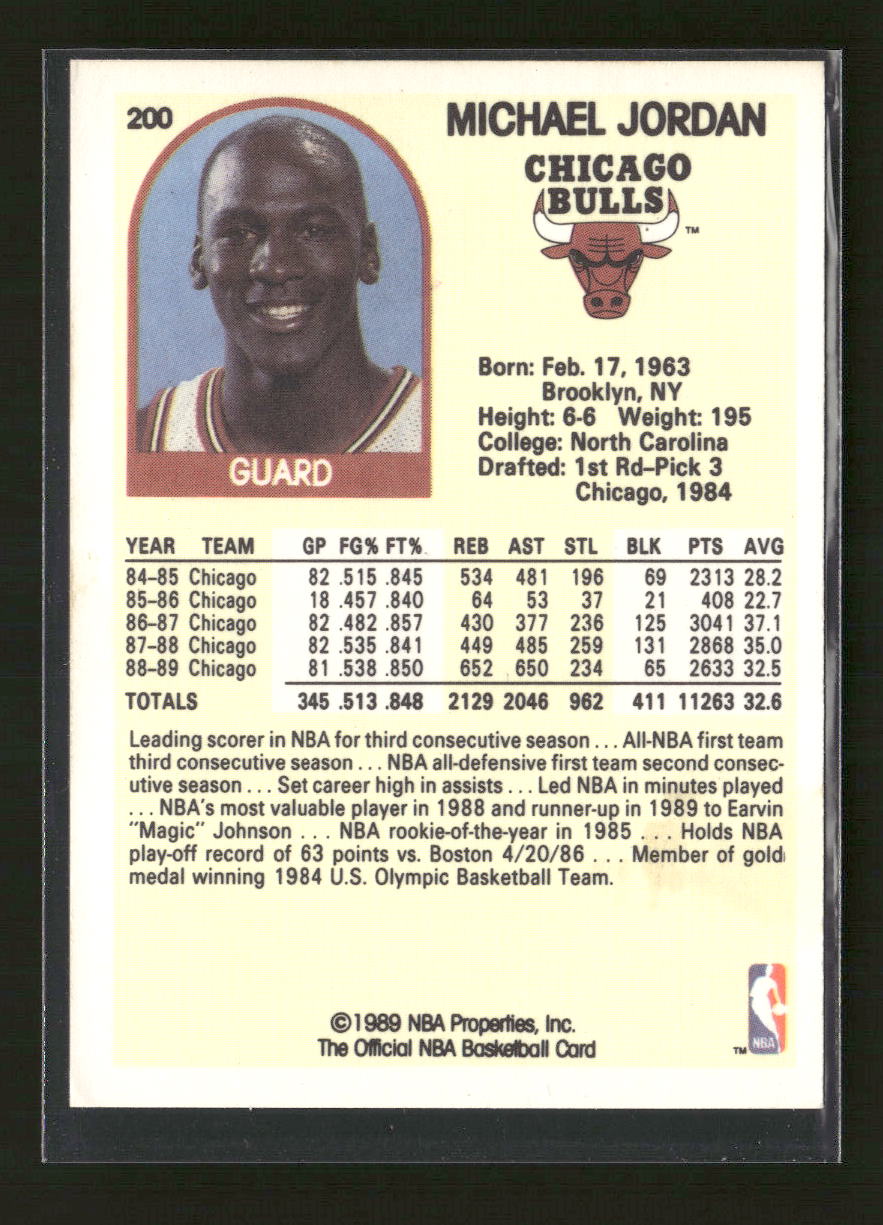 200
MICHAEL JORDAN
CHICAGO
BULLS
TM
Born: Feb. 17, 1963
Brooklyn, NY
Height: 6-6 Weight: 195
College: North Carolina
Drafted: 1st Rd–Pick 3
Chicago, 1984
GUARD
YEAR TEAM GP FG% FT% REB AST STL BLK PTS AVG
84–85 Chicago 82 .515 .845 534 481 196 69 2313 28.2
85–86 Chicago 18 .457 .840 64 53 37 21 408 22.7
86–87 Chicago 82 .482 .857 430 377 236 125 3041 37.1
87–88 Chicago 82 .535 .841 449 485 259 131 2868 35.0
88–89 Chicago 81 .538 .850 652 650 234 65 2633 32.5
TOTALS 345 .513 .848 2129 2046 962 411 11263 32.6
Leading scorer in NBA for third consecutive season . . . All-NBA first team
third consecutive season . . . NBA all-defensive first team second consec-
utive season . . . Set career high in assists . . . Led NBA in minutes played
. . . NBA's most valuable player in 1988 and runner-up in 1989 to Earvin
"Magic" Johnson . . . NBA rookie-of-the-year in 1985 . . . Holds NBA
play-off record of 63 points vs. Boston 4/20/86 . . . Member of gold
medal winning 1984 U.S. Olympic Basketball Team.
©1989 NBA Properties, Inc.
The Official NBA Basketball Card
TM NBA